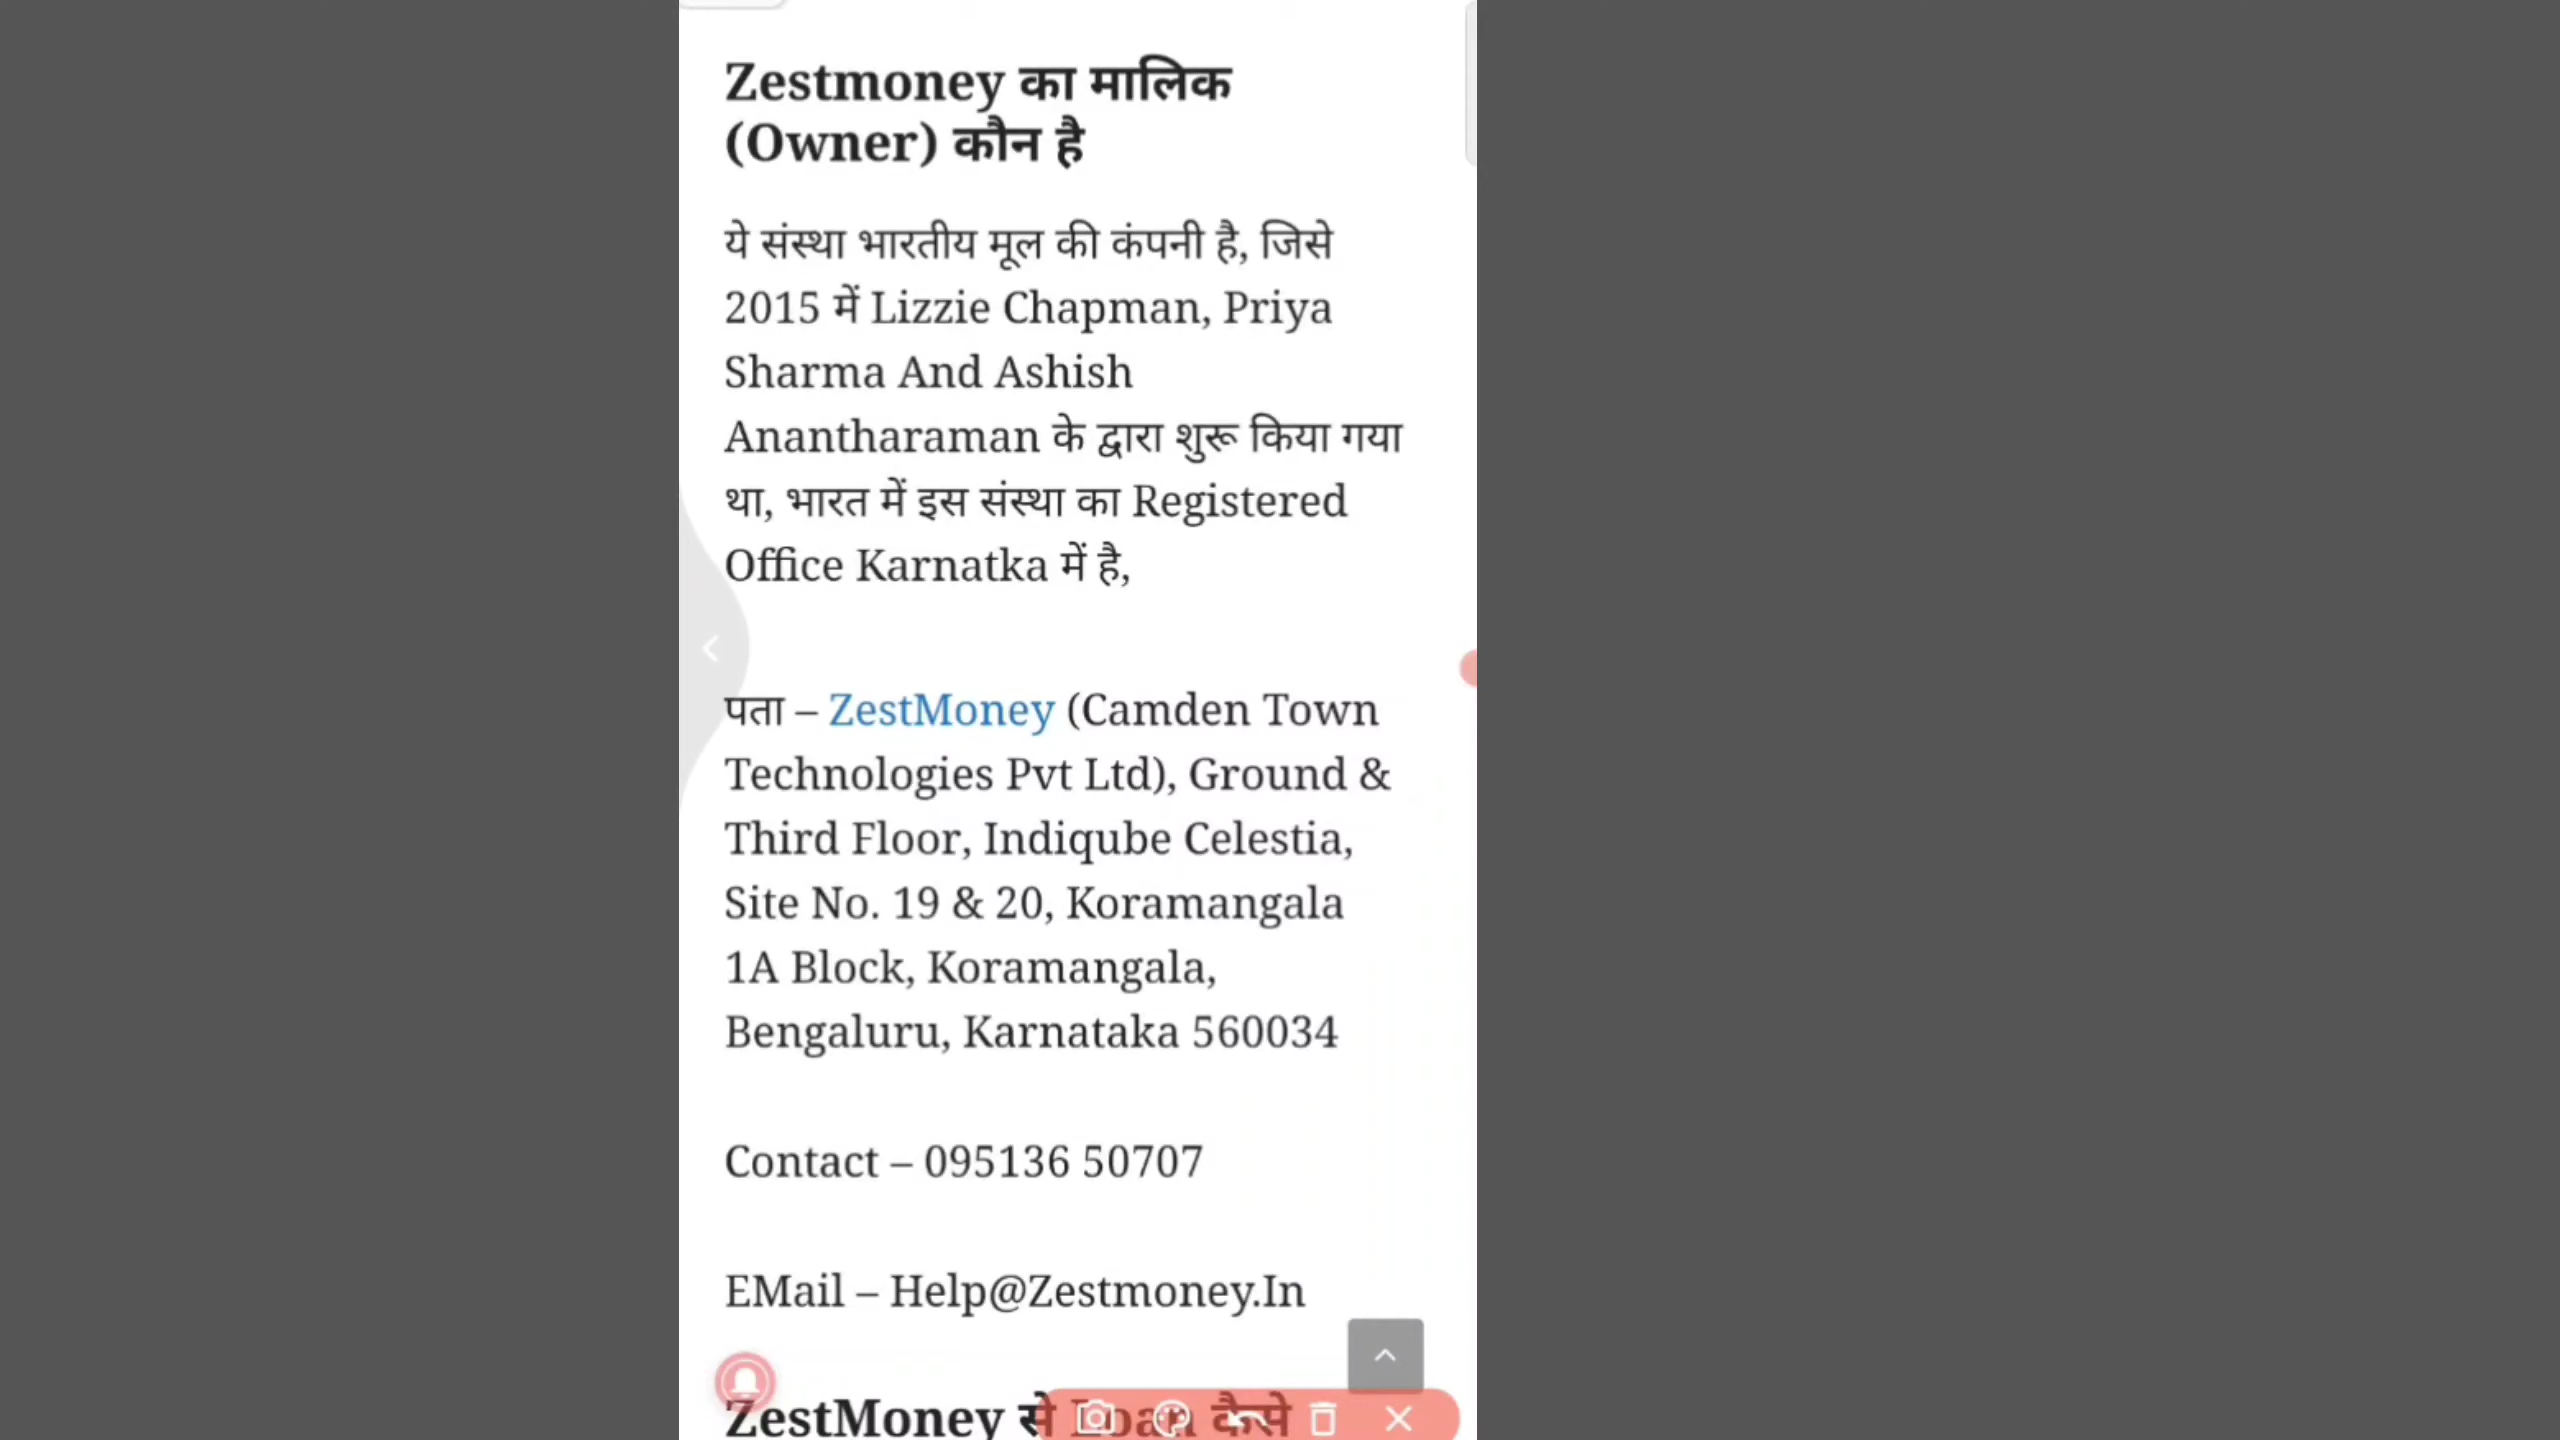 Zestmoney का मालिक
(Owner) कौन है
ये संस्था भारतीय मूल की कंपनी है, जिसे
2015 में Lizzie Chapman, Priya
Sharma And Ashish
Anantharaman के द्वारा शुरू किया गया
था, भारत में इस संस्था का Registered
Office Karnatka में है,
पता – ZestMoney (Camden Town
Technologies Pvt Ltd), Ground &
Third Floor, Indiqube Celestia,
Site No. 19 & 20, Koramangala
1A Block, Koramangala,
Bengaluru, Karnataka 560034
Contact – 095136 50707
EMail – Help@Zestmoney.In
ZestMoney से Loan कैसे